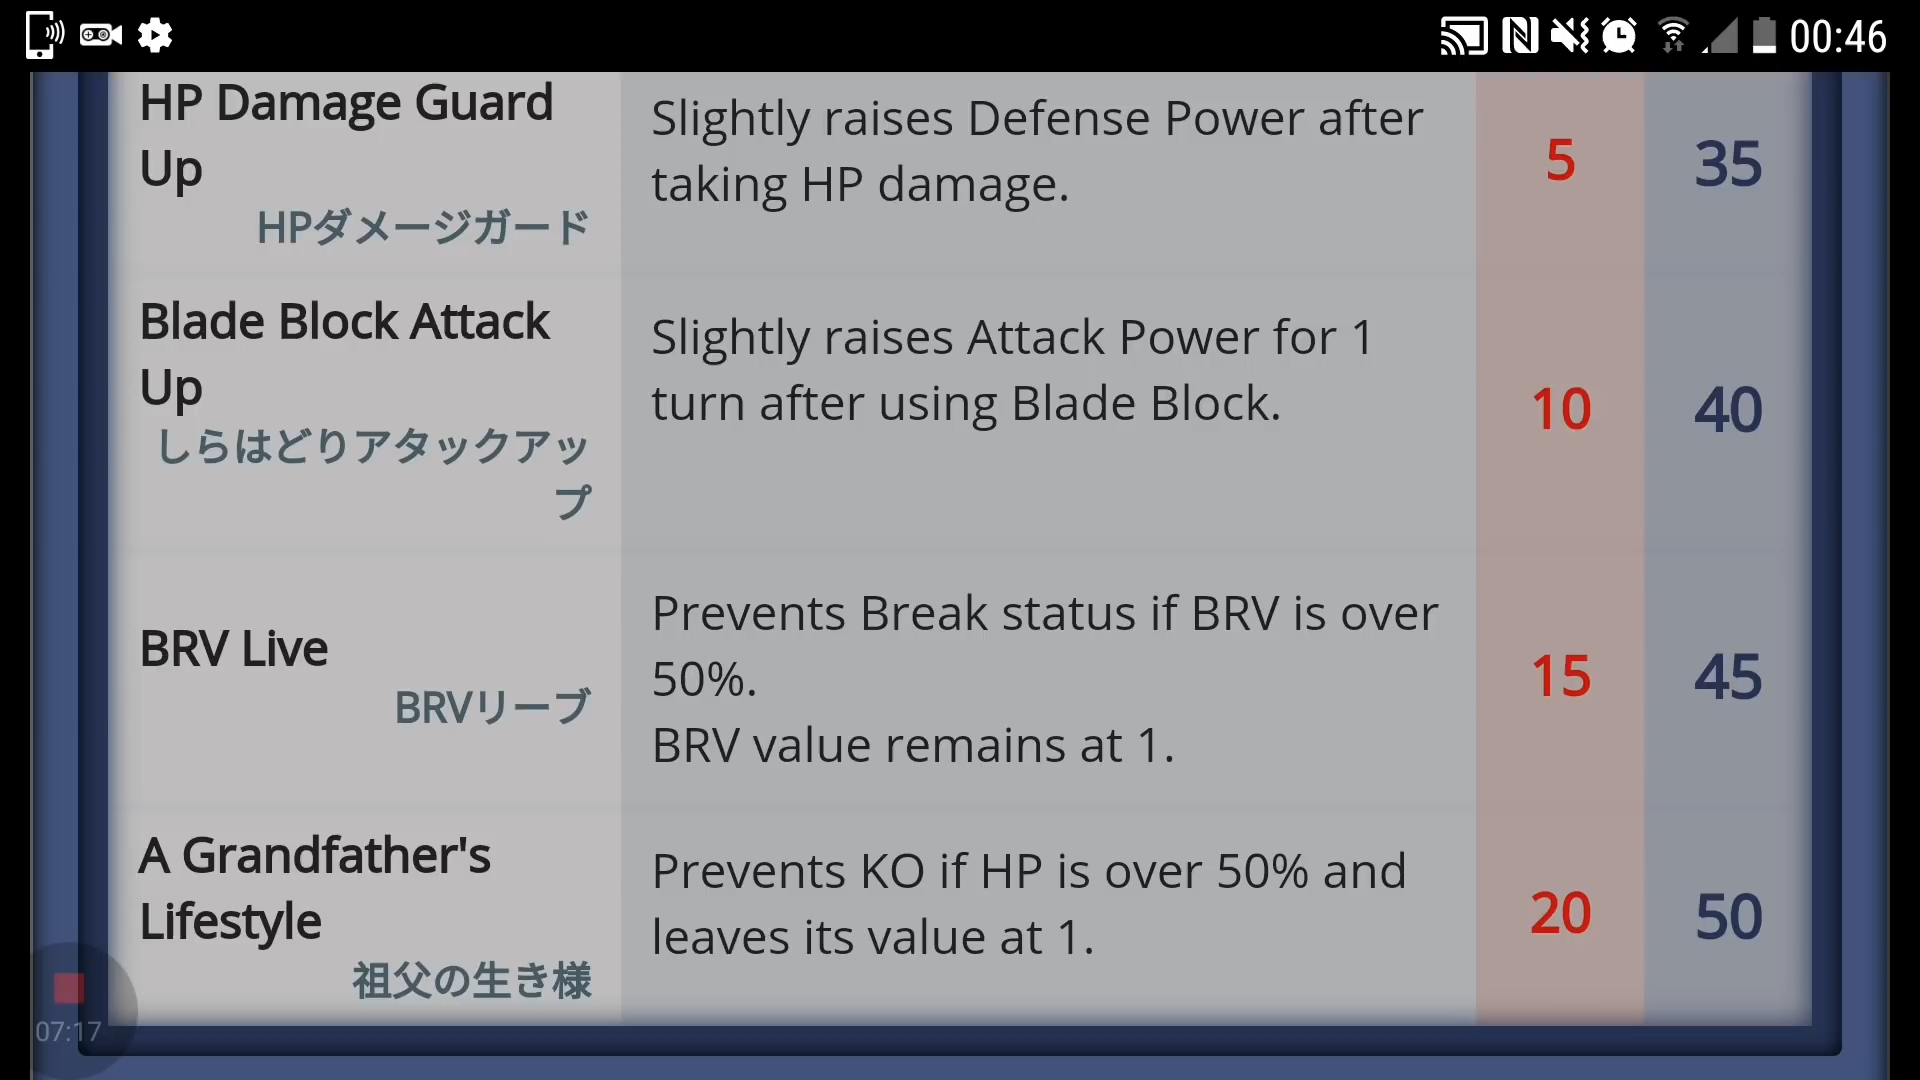 00:46
HP Damage Guard
Up
HPダメージガード
Slightly raises Defense Power after
taking HP damage.
5
35
Blade Block Attack
Up
しらはどりアタックアッ
プ
Slightly raises Attack Power for 1
turn after using Blade Block.
10
40
BRV Live
BRVリーブ
Prevents Break status if BRV is over
50%.
BRV value remains at 1.
15
45
A Grandfather's
Lifestyle
祖父の生き様
Prevents KO if HP is over 50% and
leaves its value at 1.
20
50
07:17